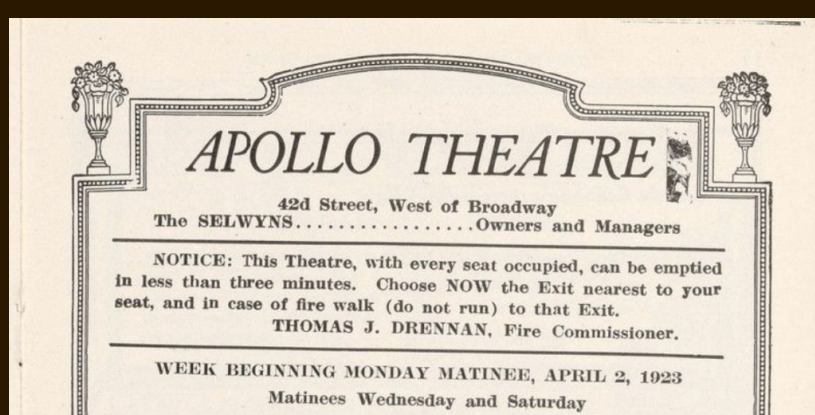 APOLLO THEATRE
42d Street, West of Broadway
The SELWYNS.................Owners and Managers
NOTICE: This Theatre, with every seat occupied, can be emptied
in less than three minutes. Choose NOW the Exit nearest to your
seat, and in case of fire walk (do not run) to that Exit.
THOMAS J. DRENNAN, Fire Commissioner.
WEEK BEGINNING MONDAY MATINEE, APRIL 2, 1923
Matinees Wednesday and Saturday